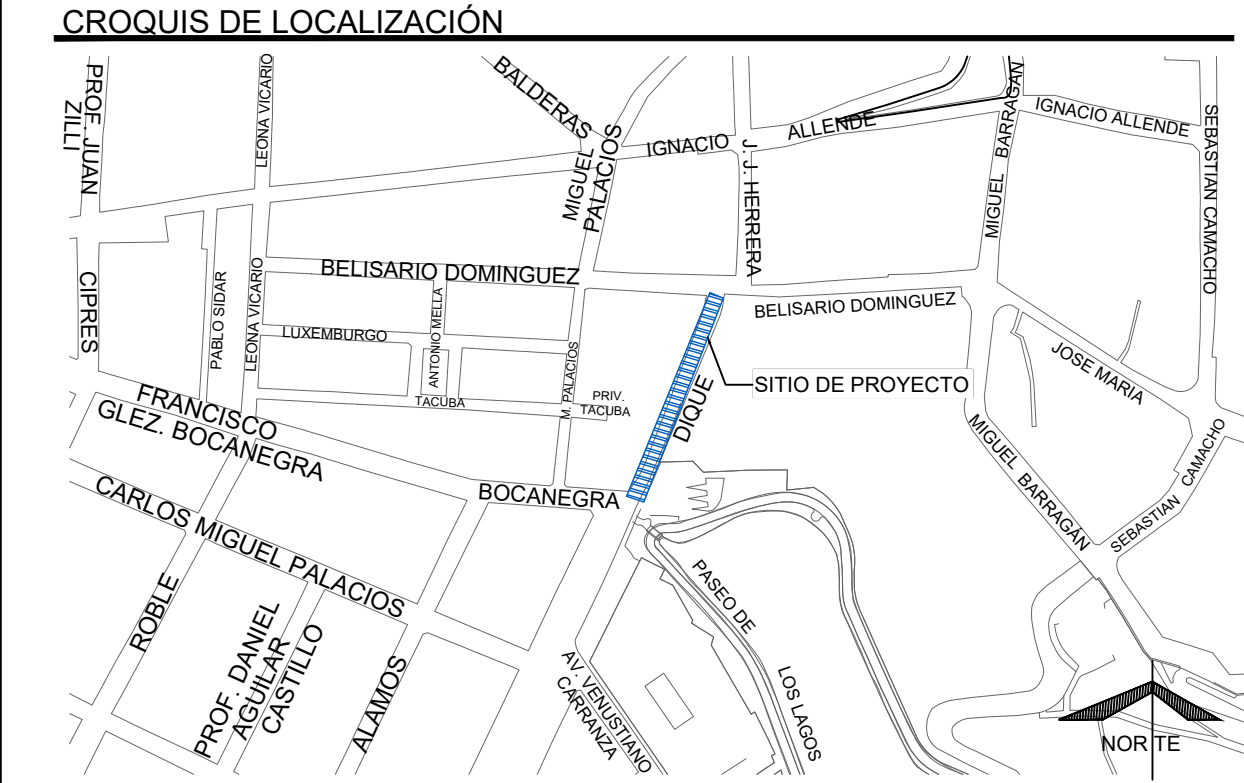 CROQUIS DE LOCALIZACIÓN
PROF. JUAN
ZILLI
LEONA VICARIO
BALDERAS
MIGUEL
PALACIOS
IGNACIO
ALLENDE
J. J. HERRERA
MIGUEL BARRAGAN
IGNACIO ALLENDE
SEBASTIAN CAMACHO
CIPRES
PABLO SIDAR
LEONA VICARIO
BELISARIO DOMINGUEZ
ANTONIO MELLA
LUXEMBURGO
BELISARIO DOMINGUEZ
JOSE MARIA
M. PALACIOS
PRIV.
TACUBA
TACUBA
SITIO DE PROYECTO
DIQUE
FRANCISCO
GLEZ. BOCANEGRA
BOCANEGRA
MIGUEL BARRAGÁN
SEBASTIAN CAMACHO
CARLOS MIGUEL PALACIOS
ROBLE
PROF. DANIEL
AGUILAR
CASTILLO
ALAMOS
PASEO DE
LOS LAGOS
AV. VENUSTIANO
CARRANZA
NORTE